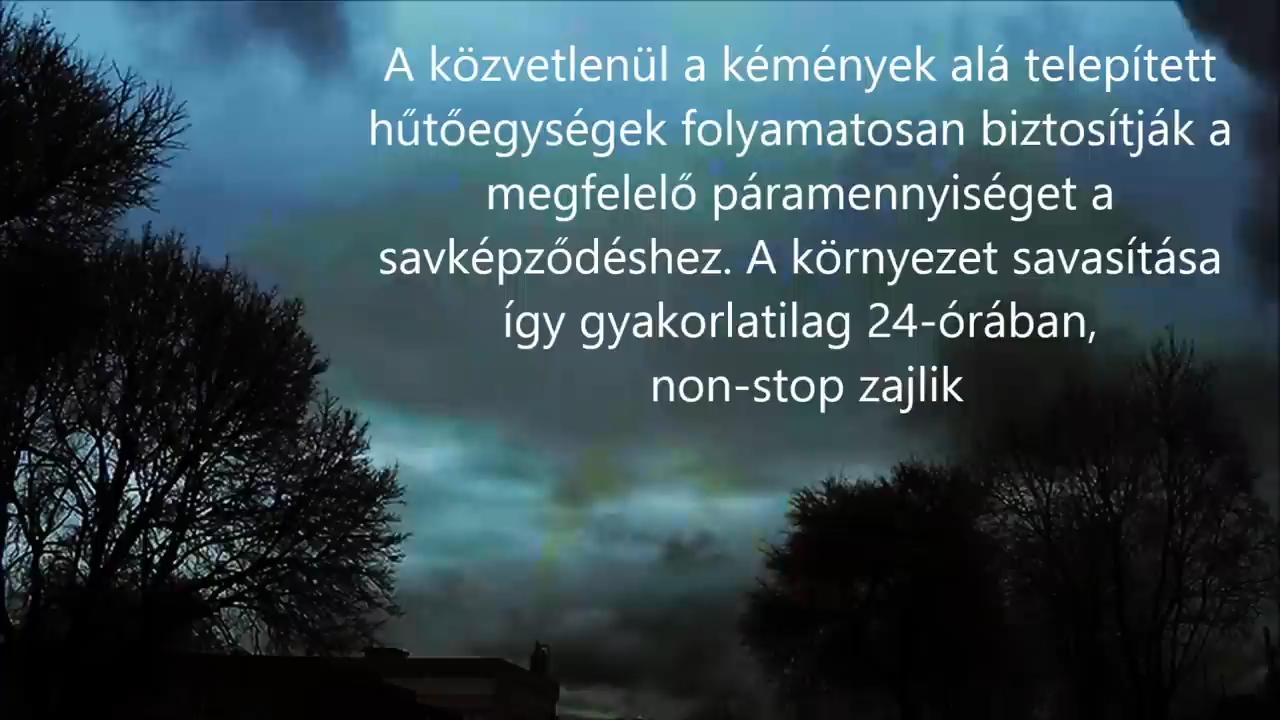 A közvetlenül a kémények alá telepített
hűtőegységek folyamatosan biztosítják a
megfelelő páramennyiséget a
savképződéshez. A környezet savasítása
így gyakorlatilag 24-órában,
non-stop zajlik